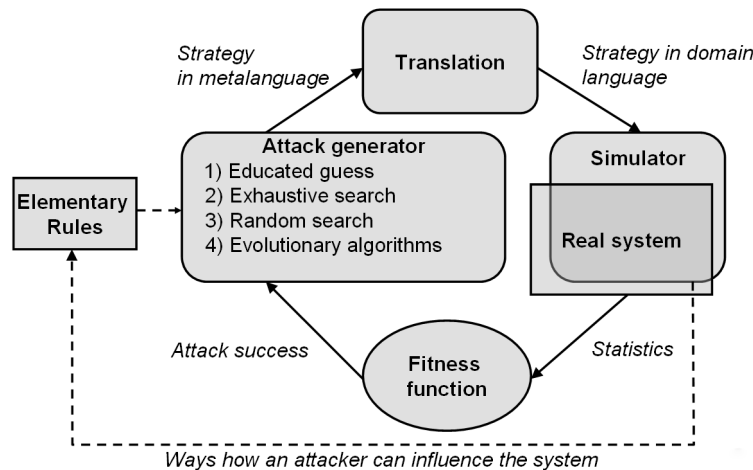 Strategy
in metalanguage
Translation
Strategy in domain
language
Attack generator
1) Educated guess
2) Exhaustive search
3) Random search
4) Evolutionary algorithms
Simulator
Elementary
Rules
Real system
Attack success
Fitness
function
Statistics
Ways how an attacker can influence the system